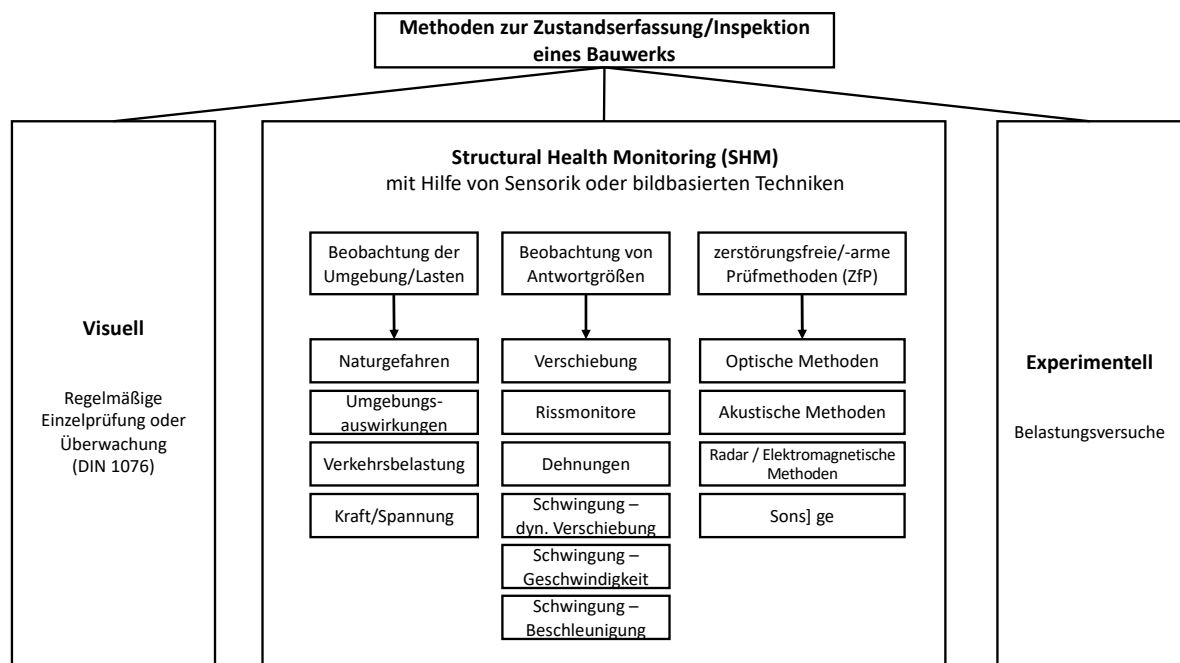 Methoden zur Zustandserfassung/Inspektion
eines Bauwerks
Visuell
Regelmäßige
Einzelprüfung oder
Überwachung
(DIN 1076)
Structural Health Monitoring (SHM)
mit Hilfe von Sensorik oder bildbasierten Techniken
Beobachtung der
Umgebung/Lasten
Naturgefahren
Umgebungs-
auswirkungen
Verkehrsbelastung
Kraft/Spannung
Beobachtung von
Antwortgrößen
Verschiebung
Rissmonitore
Dehnungen
Schwingung –
dyn. Verschiebung
Schwingung –
Geschwindigkeit
Schwingung –
Beschleunigung
zerstörungsfreie/-arme
Prüfmethoden (ZfP)
Optische Methoden
Akustische Methoden
Radar / Elektromagnetische
Methoden
Sons] ge
Experimentell
Belastungsversuche